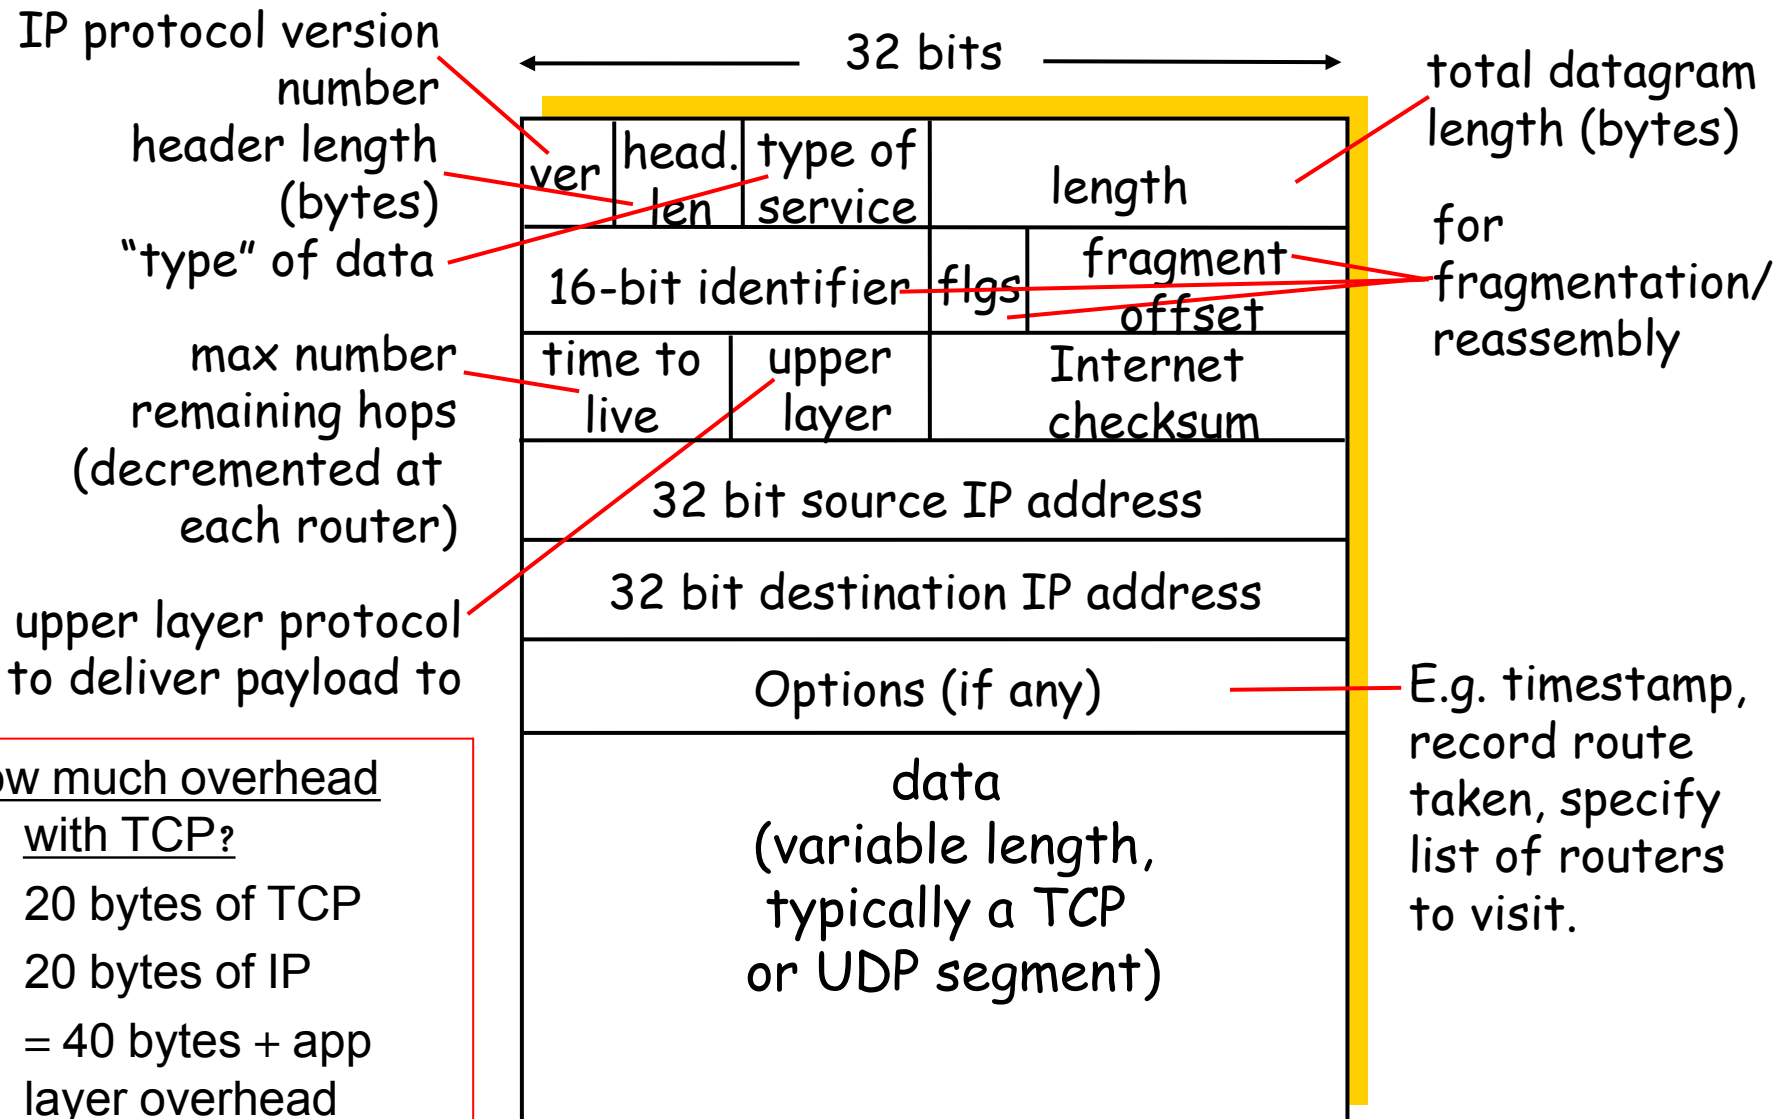 IP protocol version
number
header length
(bytes)
“type” of data
max number
remaining hops
(decremented at
each router)
upper layer protocol
to deliver payload to
ow much overhead
with TCP?
20 bytes of TCP
20 bytes of IP
= 40 bytes + app
layer overhead
32 bits
ver
head.
len
type of
service
length
16-bit identifier
flgs
fragment
offset
time to
live
upper
layer
Internet
checksum
32 bit source IP address
32 bit destination IP address
Options (if any)
data
(variable length,
typically a TCP
or UDP segment)
total datagram
length (bytes)
for
fragmentation/
reassembly
E.g. timestamp,
record route
taken, specify
list of routers
to visit.